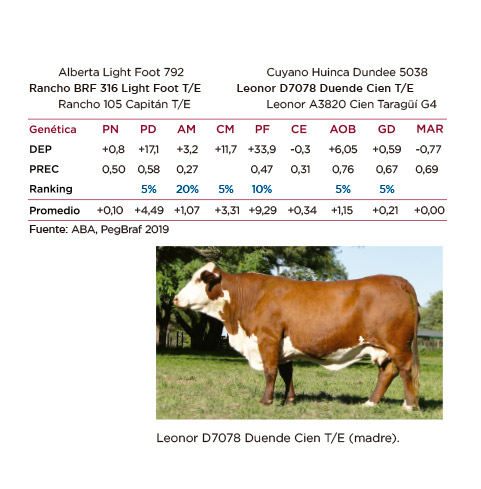 Alberta Light Foot 792 Cuyano Huinca Dundee 5038
Rancho BRF 316 Light Foot T/E Leonor D7078 Duende Cien T/E
Rancho 105 Capitán T/E Leonor A3820 Cien Taragüí G4
Genética PN PD AM CM PF CE AOB GD MAR
DEP +0,8 +17,1 +3,2 +11,7 +33,9 -0,3 +6,05 +0,59 -0,77
PREC 0,50 0,58 0,27 0,47 0,31 0,76 0,67 0,69
Ranking 5% 20% 5% 10% 5% 5%
Promedio +0,10 +4,49 +1,07 +3,31 +9,29 +0,34 +1,15 +0,21 +0,00
Fuente: ABA, PegBraf 2019
Leonor D7078 Duende Cien T/E (madre).